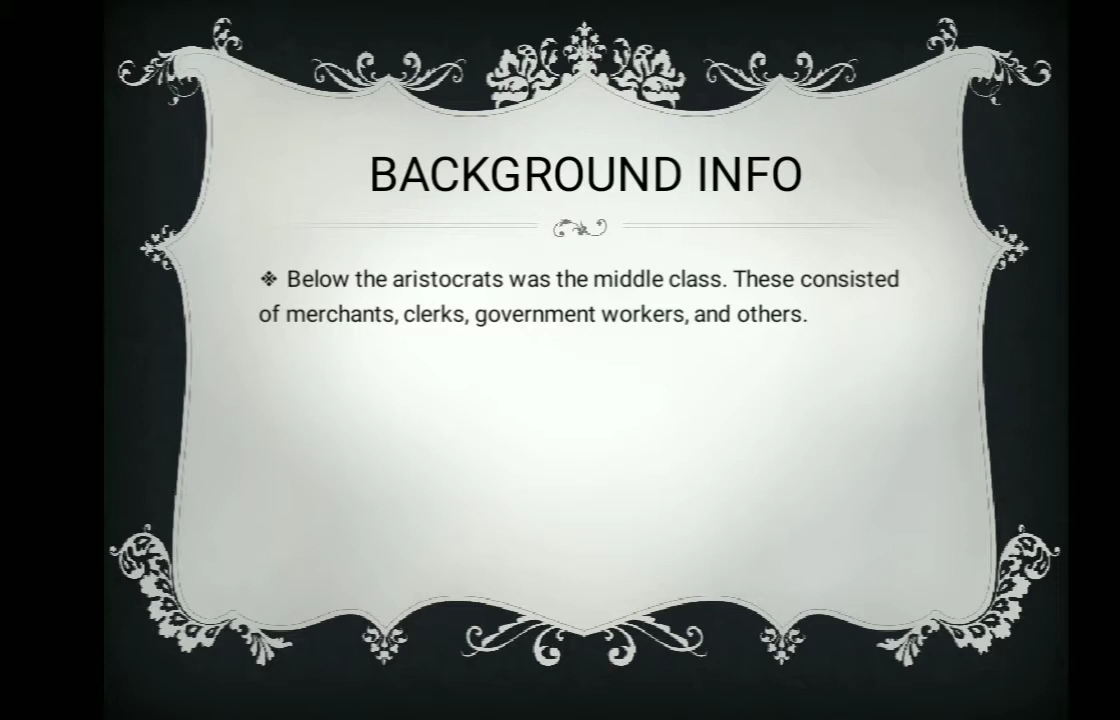 BACKGROUND INFO
❖ Below the aristocrats was the middle class. These consisted
of merchants, clerks, government workers, and others.